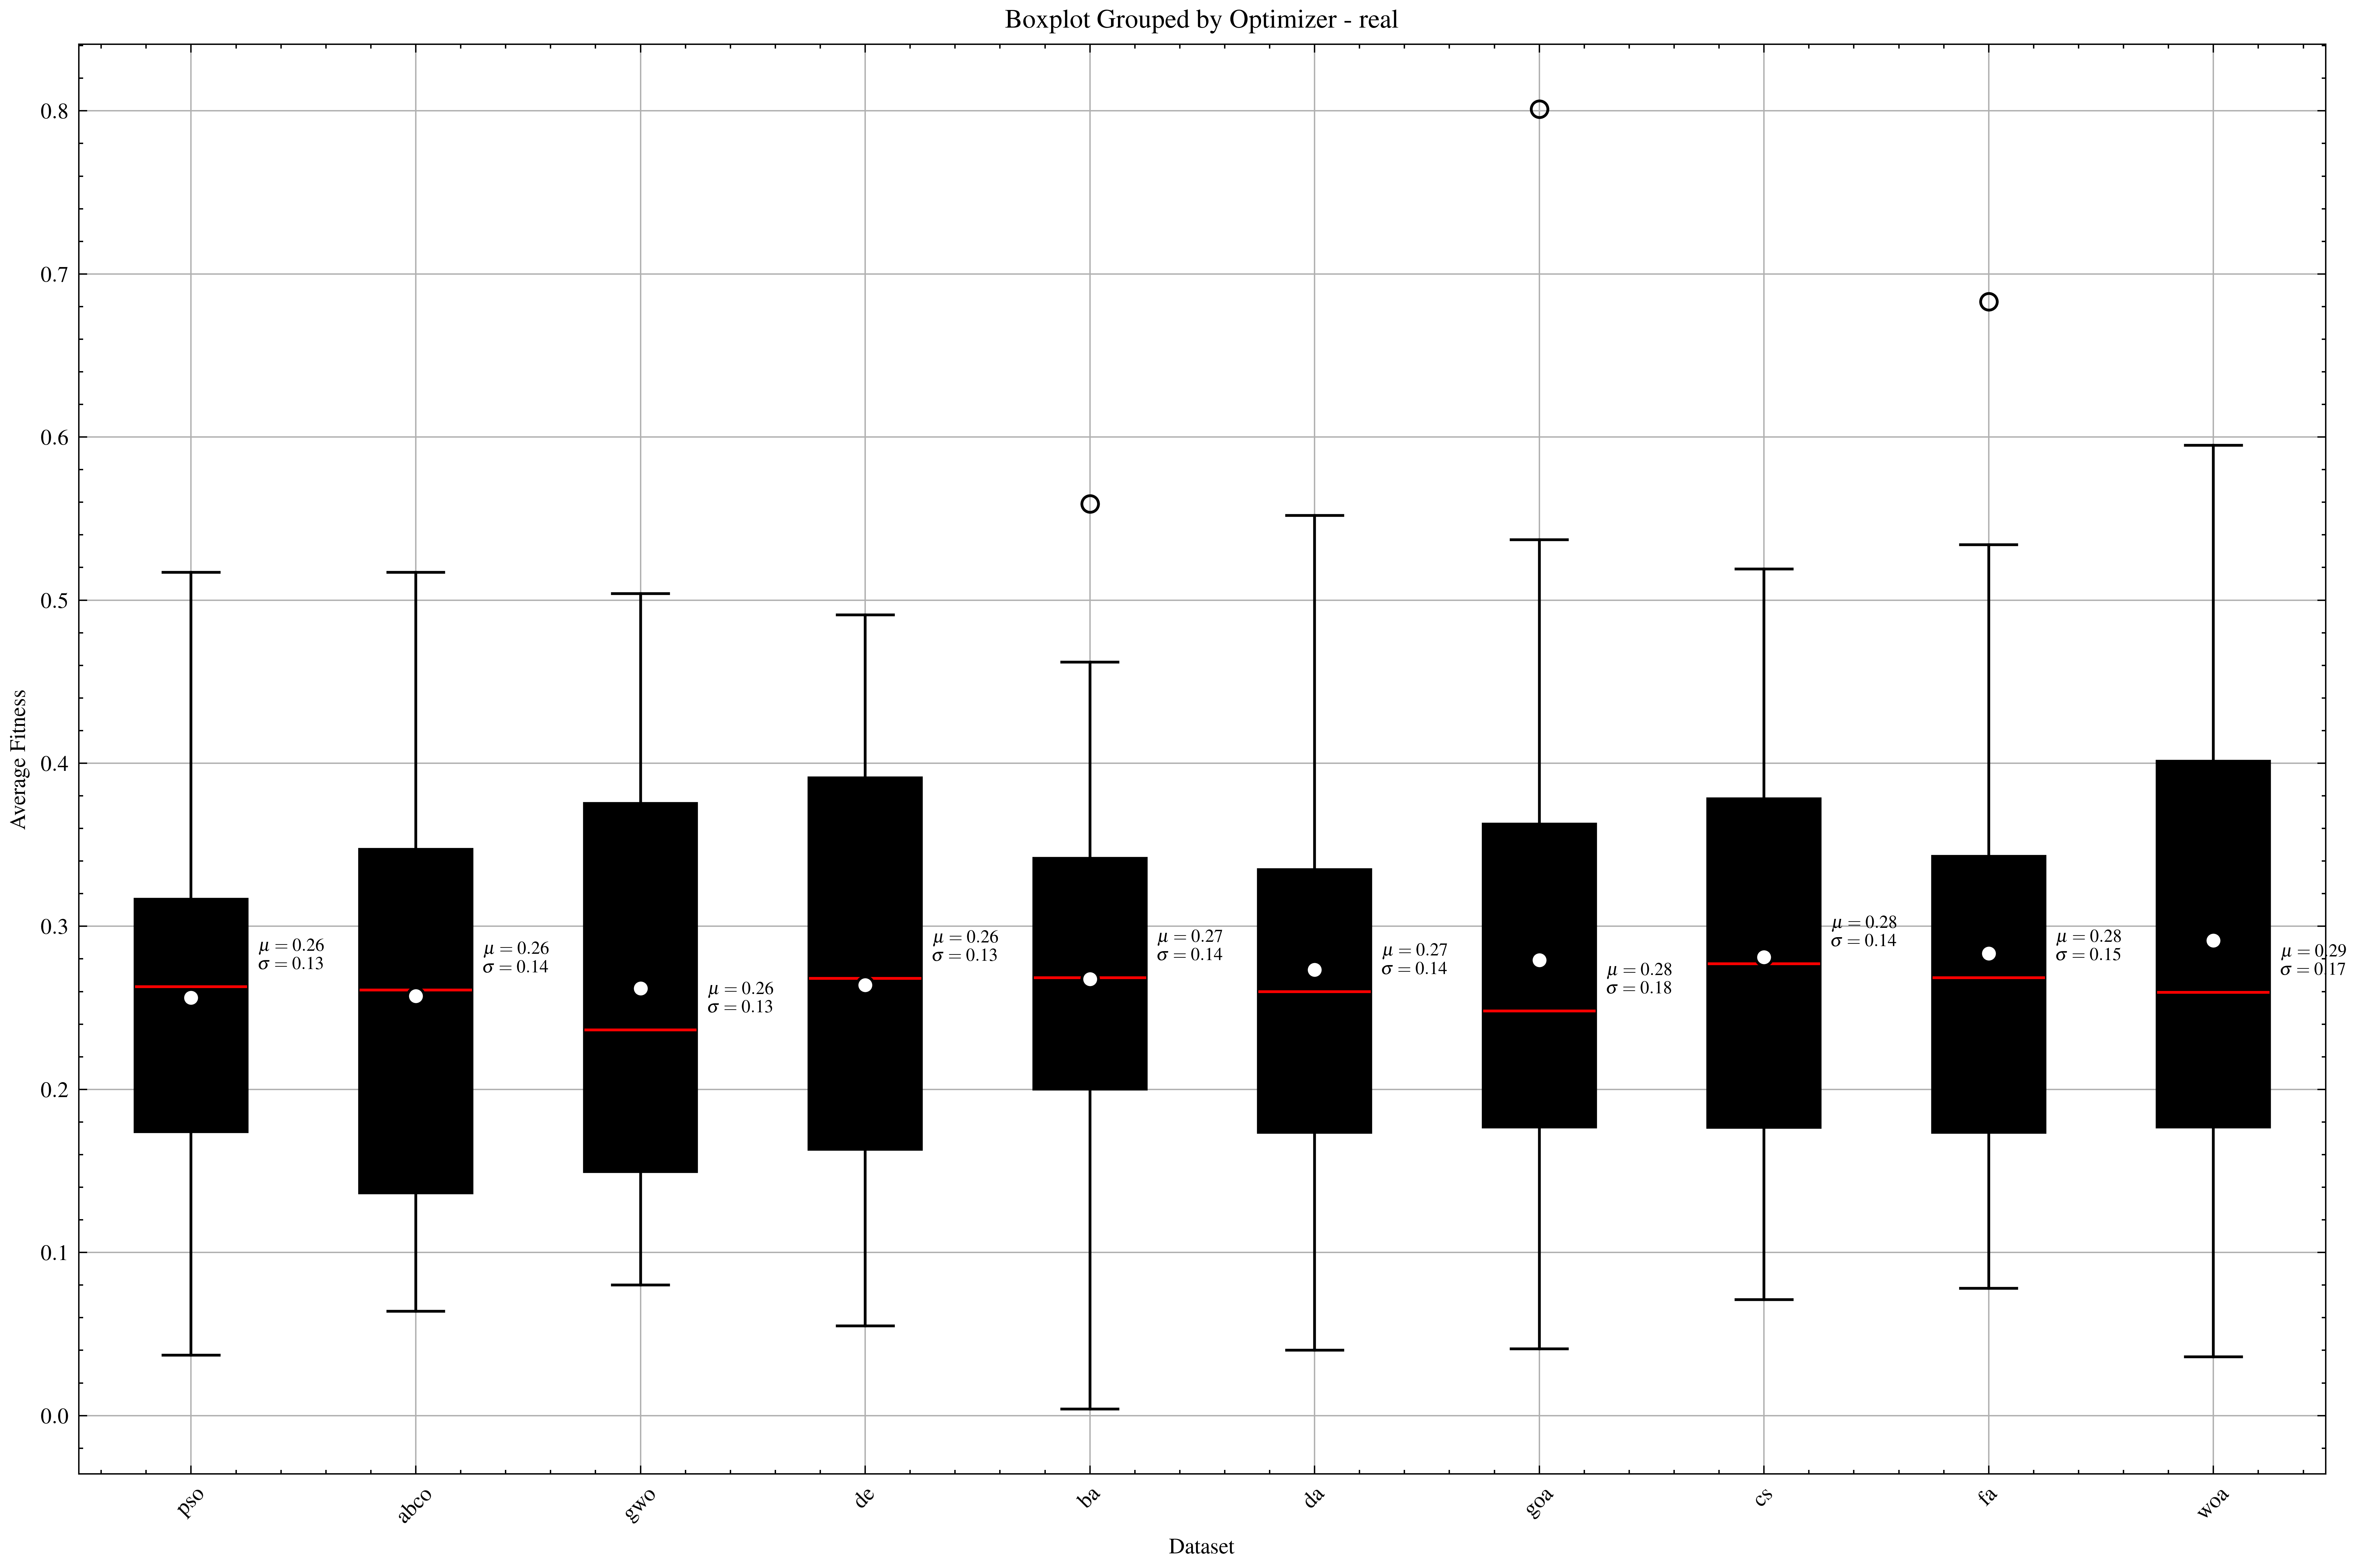 Boxplot Grouped by Optimizer - real
Average Fitness
0.8
0.7
0.6
0.5
0.4
0.3
0.2
0.1
0.0
μ = 0.26
σ = 0.13
μ = 0.26
σ = 0.14
μ = 0.26
σ = 0.13
μ = 0.26
σ = 0.13
μ = 0.27
σ = 0.14
μ = 0.27
σ = 0.14
μ = 0.28
σ = 0.18
μ = 0.28
σ = 0.14
μ = 0.28
σ = 0.15
μ = 0.29
σ = 0.17
pso
abco
gwo
de
ba
da
goa
cs
fa
woa
Dataset